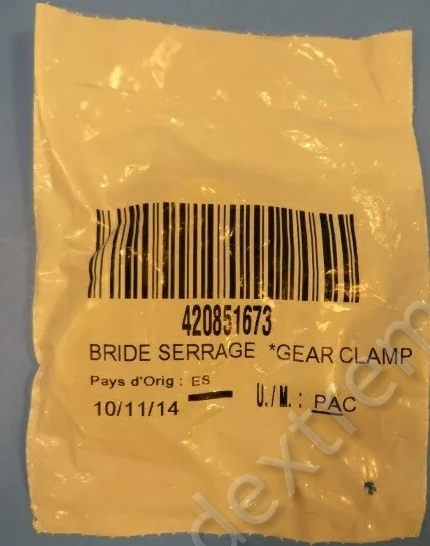 420851673
BRIDE SERRAGE *GEAR CLAMP
Pays d'Orig : ES
U./M. : PAC
10/11/14
dextrem